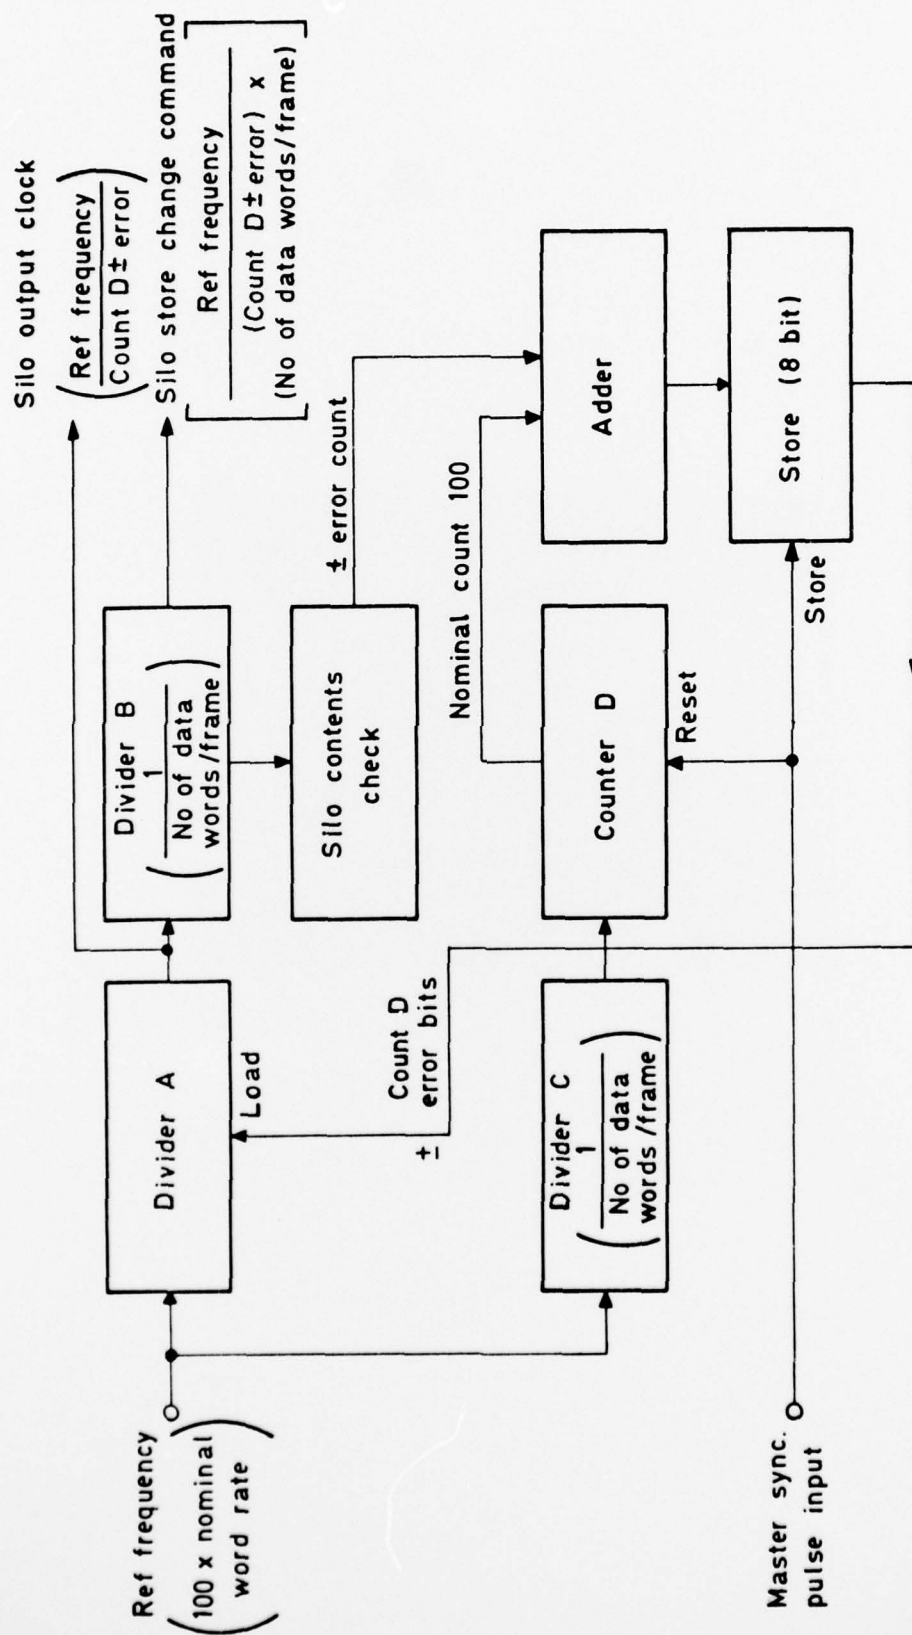 Silo output clock
(Ref frequency
Count D ± error)
Silo store change command
[Ref frequency
(Count D ± error) x
(No of data words/frame)]
Divider B
(1
No of data
words/frame)
Divider A
Load
Ref frequency
(100 x nominal
word rate)
Silo contents
check
± error count
Count D
error bits
±
Nominal count 100
Divider C
(1
No of data
words/frame)
Counter D
Reset
Adder
Store (8 bit)
Store
Master sync.
pulse input